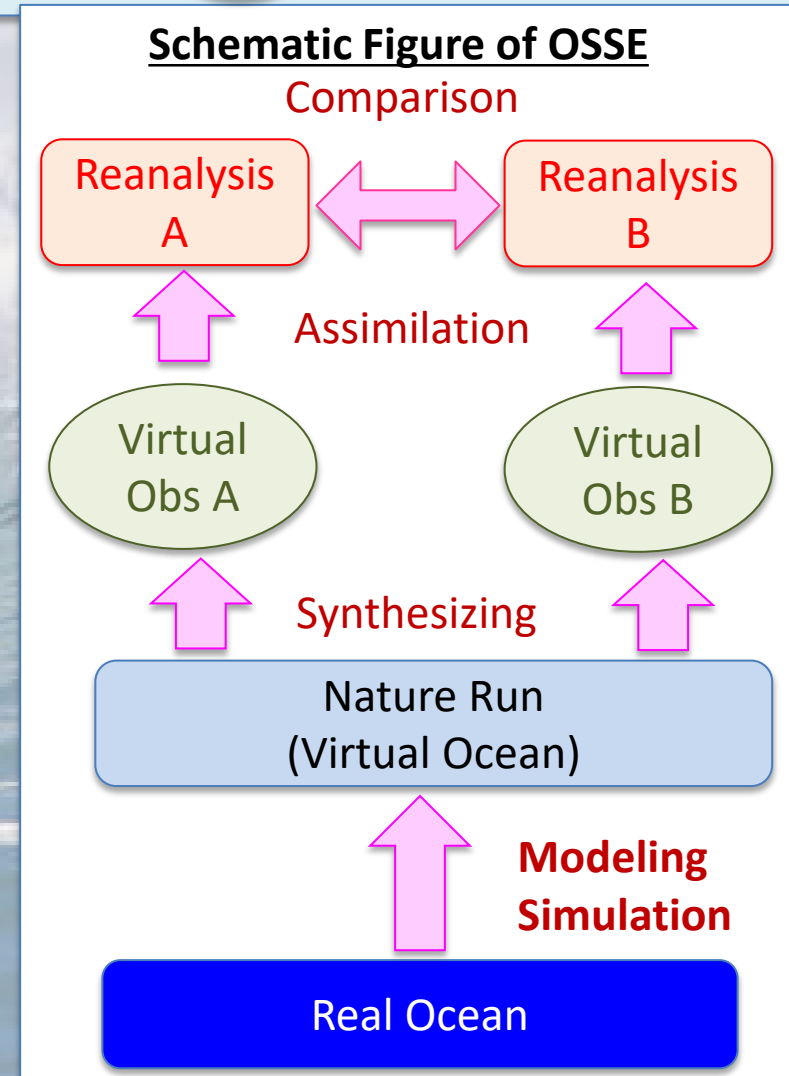 Schematic Figure of OSSE
Comparison
Reanalysis
A
Reanalysis
B
Assimilation
Virtual
Obs A
Virtual
Obs B
Synthesizing
Nature Run
(Virtual Ocean)
Modeling
Simulation
Real Ocean